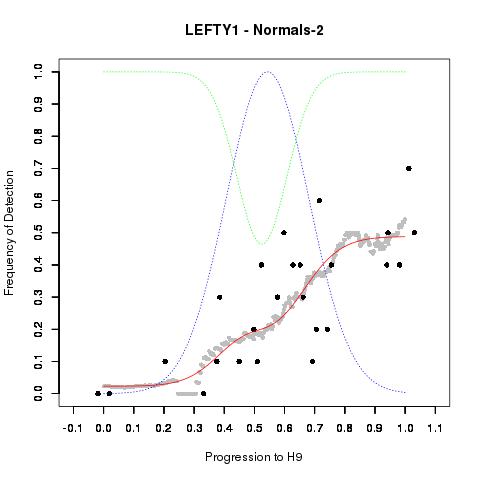 LEFTY1 - Normals-2
Frequency of Detection
1.0
0.9
0.8
0.7
0.6
0.5
0.4
0.3
0.2
0.1
0.0
-0.1 0.0 0.1 0.2 0.3 0.4 0.5 0.6 0.7 0.8 0.9 1.0 1.1
Progression to H9